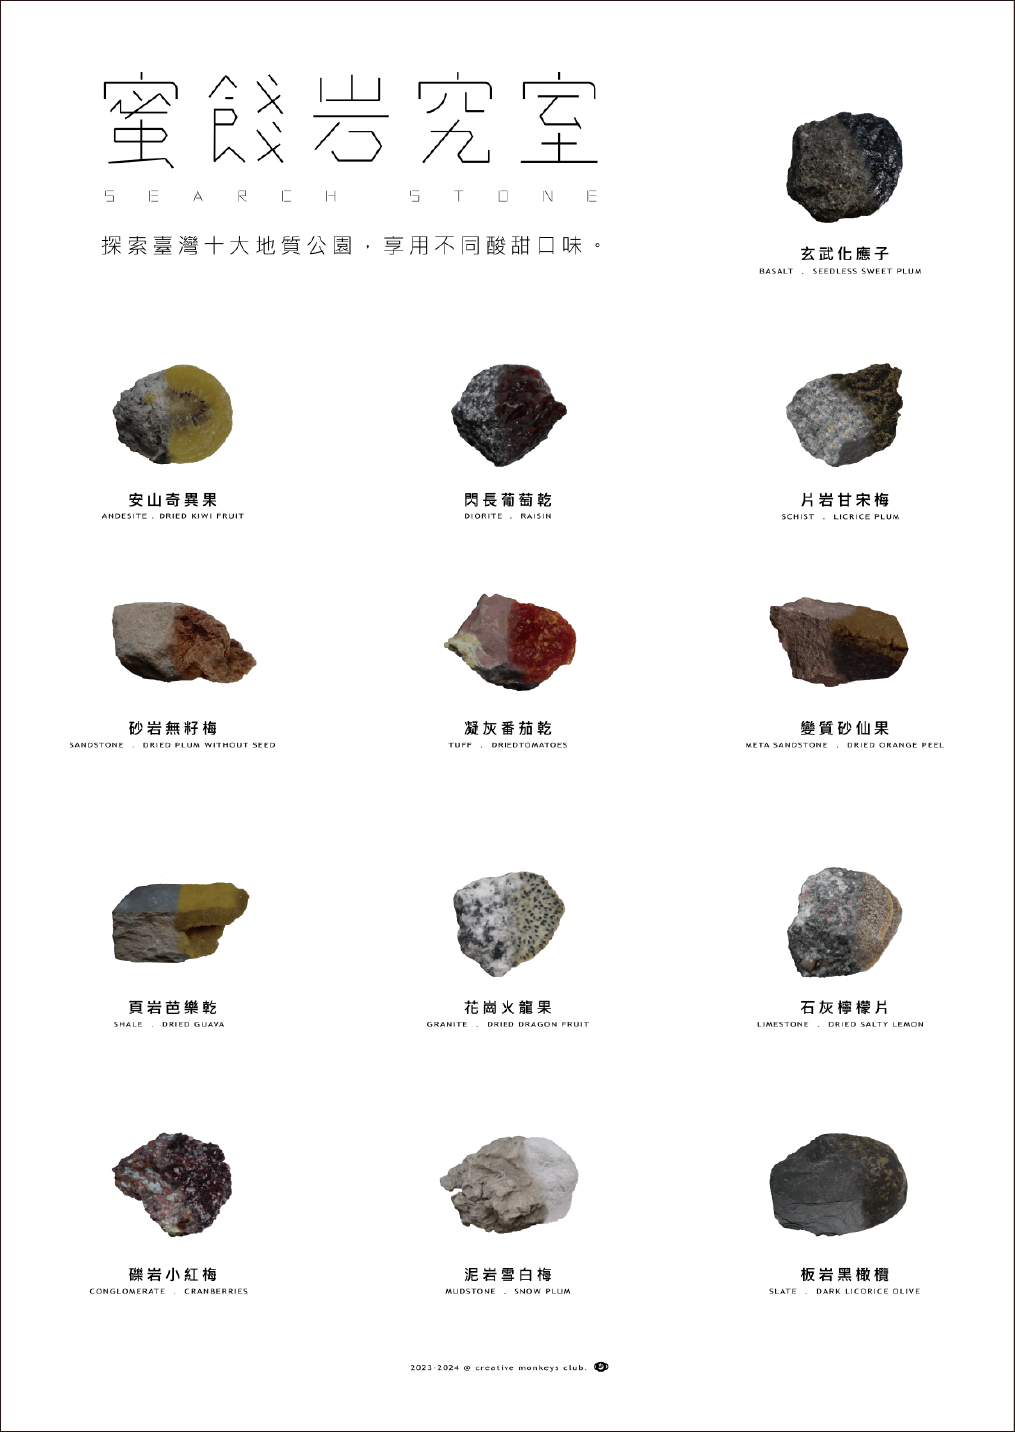 蜜餞岩究室
SEARCH STONE
探索臺灣十大地質公園，享用不同酸甜口味。
玄武化應子
BASALT . SEEDLESS SWEET PLUM
安山奇異果
ANDESITE . DRIED KIWI FRUIT
閃長葡萄乾
DIORITE . RAISIN
片岩甘宋梅
SCHIST . LICRICE PLUM
砂岩無籽梅
SANDSTONE . DRIED PLUM WITHOUT SEED
凝灰番茄乾
TUFF . DRIEDTOMATOES
變質砂仙果
META SANDSTONE . DRIED ORANGE PEEL
頁岩芭樂乾
SHALE . DRIED GUAVA
花崗火龍果
GRANITE . DRIED DRAGON FRUIT
石灰檸檬片
LIMESTONE . DRIED SALTY LEMON
礫岩小紅梅
CONGLOMERATE . CRANBERRIES
泥岩雪白梅
MUDSTONE . SNOW PLUM
板岩黑橄欖
SLATE . DARK LICORICE OLIVE
2023-2024 @ creative monkeys club.